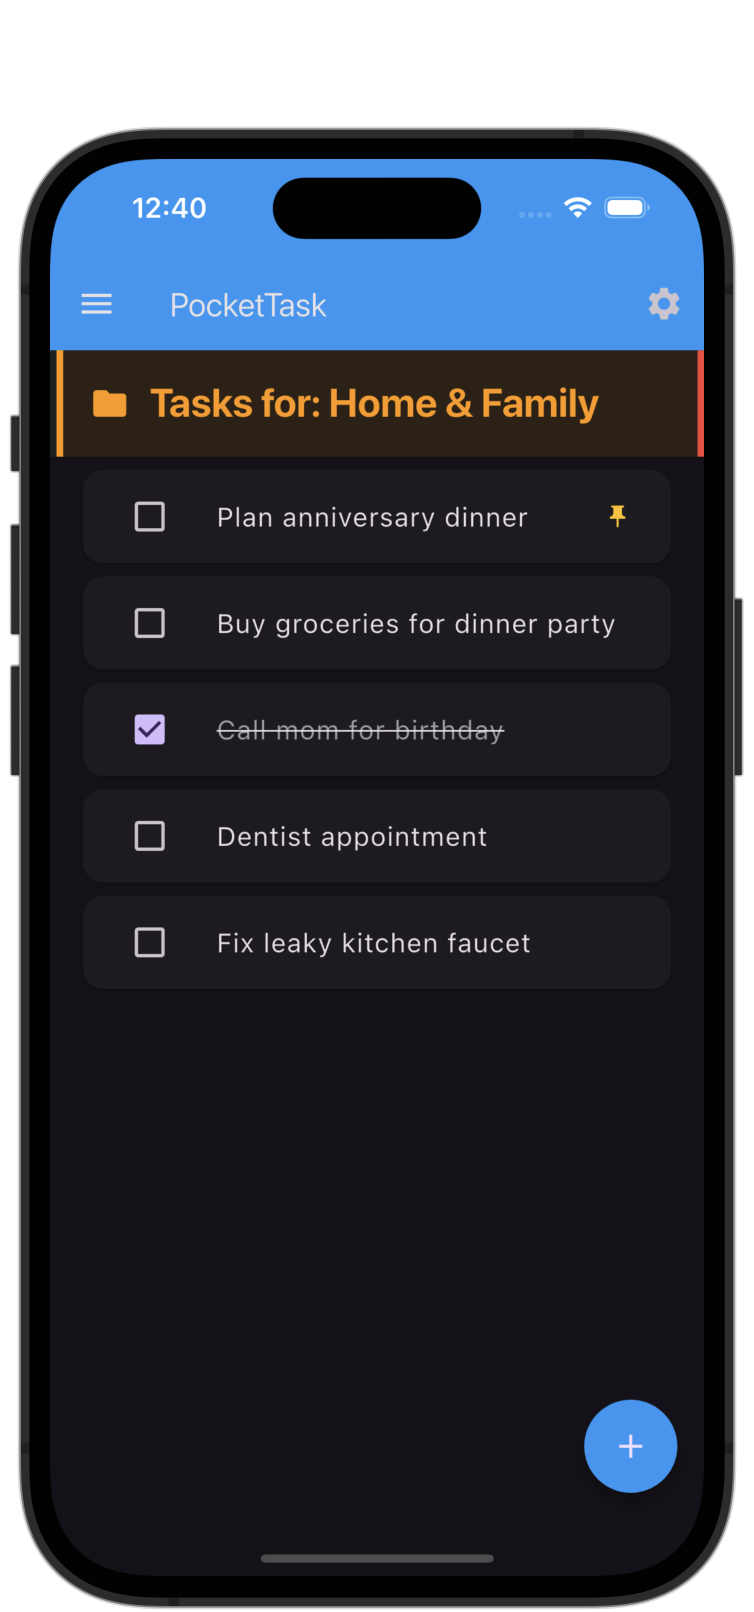 12:40
PocketTask
Tasks for: Home & Family
Plan anniversary dinner
Buy groceries for dinner party
Call mom for birthday
Dentist appointment
Fix leaky kitchen faucet